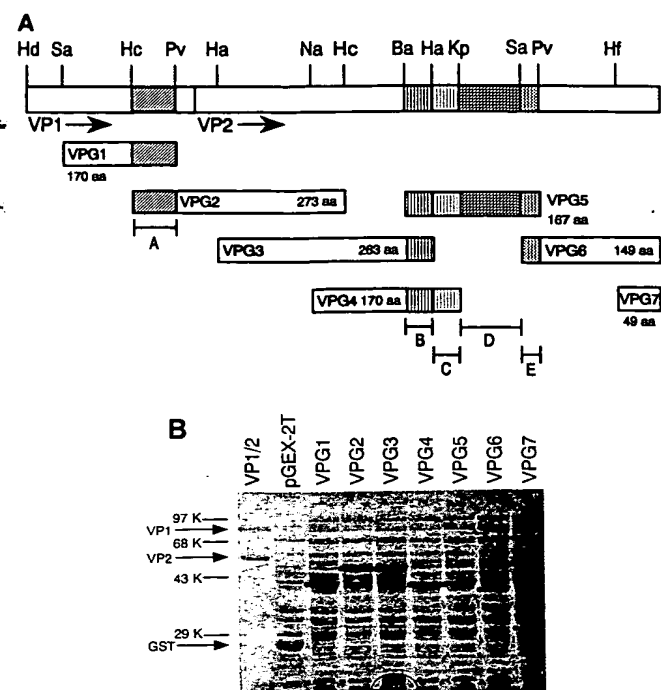 A
Hd Sa Hc Pv Ha Na Hc Ba Ha Kp Sa Pv Hf
VP1 VP2
VPG1
170 aa
VPG2 273 aa VPG5
167 aa
A
VPG3 263 aa VPG6 149 aa
VPG4 170 aa VPG7
49 aa
B D
C E
B
VP1/2 pGEX-2T VPG1 VPG2 VPG3 VPG4 VPG5 VPG6 VPG7
97 K
VP1
68 K
VP2
43 K
29 K
GST